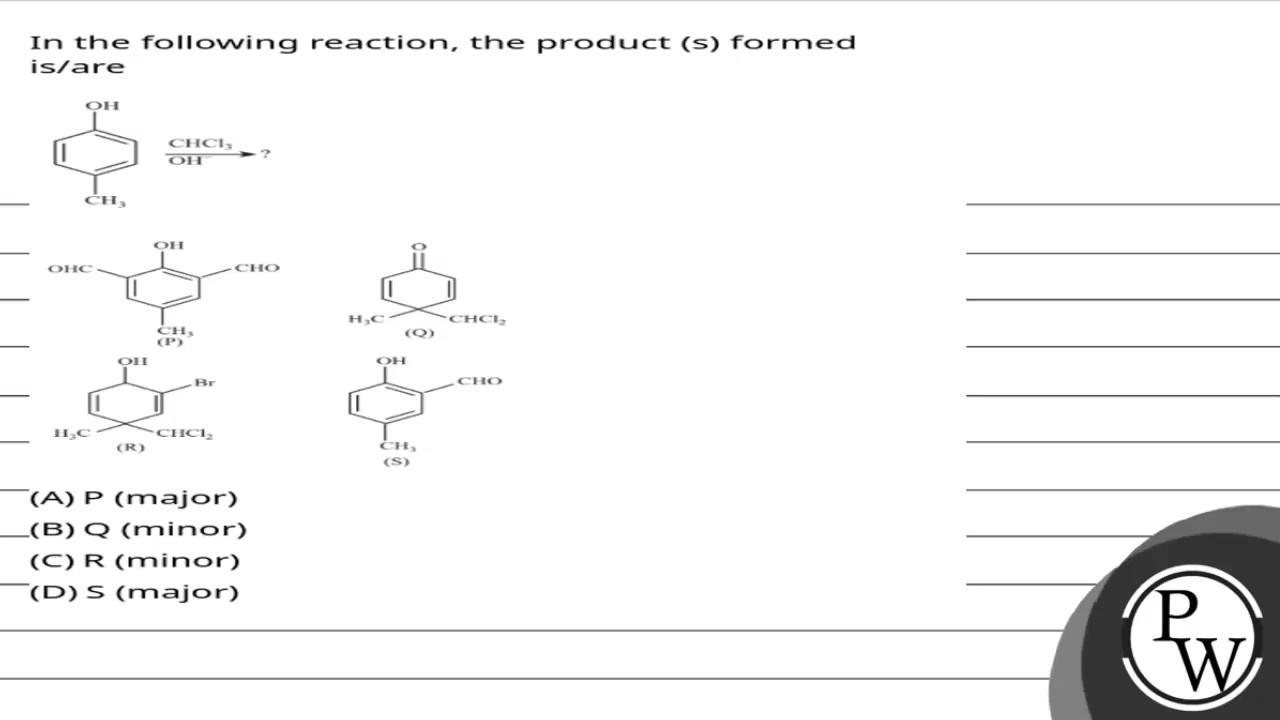 In the following reaction, the product (s) formed
is/are
OH
CHCl₃
OH⁻
?
CH₃
OH
OHC
CHO
CH₃
(P)
O
H₃C
CHCl₂
(Q)
OH
Br
H₃C
CHCl₂
(R)
OH
CHO
CH₃
(S)
(A) P (major)
(B) Q (minor)
(C) R (minor)
(D) S (major)
P
W